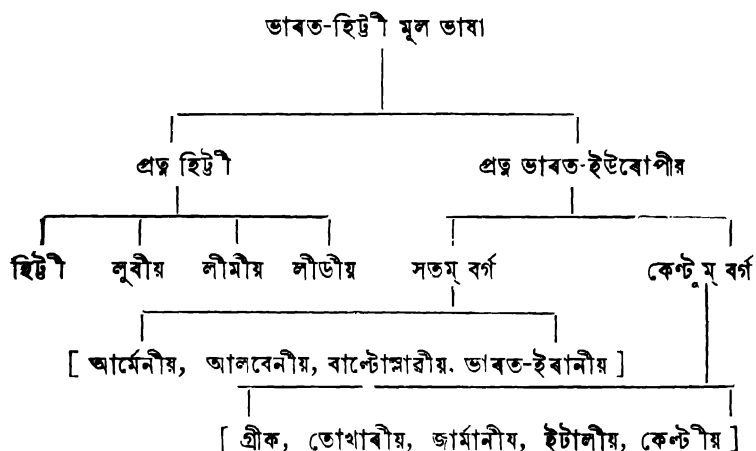 ভাৰত-হিট্টী মূল ভাষা
প্ৰত্ন হিট্টী প্ৰত্ন ভাৰত-ইউৰোপীয়
হিট্টী লূবীয় লীমীয় লীডীয় সতম্ বৰ্গ কেণ্টুম্ বৰ্গ
[ আৰ্মেনীয়, আলবেনীয়, বাল্টোস্লাৱীয়. ভাৰত-ইৰানীয় ]
[ গ্ৰীক, তোখাৰীয়, জাৰ্মানীয, ইটালীয়, কেল্টীয় ]